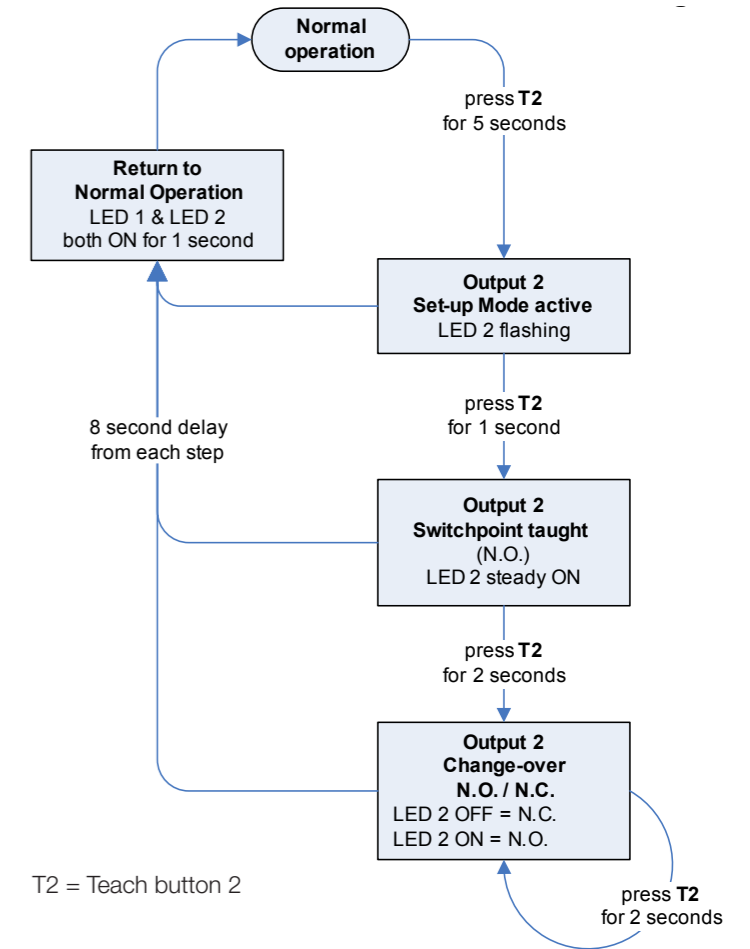 Normal
operation
press T2
for 5 seconds
Return to
Normal Operation
LED 1 & LED 2
both ON for 1 second
Output 2
Set-up Mode active
LED 2 flashing
press T2
for 1 second
8 second delay
from each step
Output 2
Switchpoint taught
(N.O.)
LED 2 steady ON
press T2
for 2 seconds
Output 2
Change-over
N.O. / N.C.
LED 2 OFF = N.C.
LED 2 ON = N.O.
T2 = Teach button 2
press T2
for 2 seconds